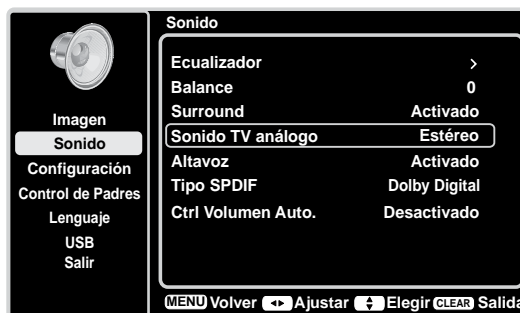 Sonido
Ecualizador >
Balance 0
Surround Activado
Sonido TV análogo Estéreo
Altavoz Activado
Tipo SPDIF Dolby Digital
Ctrl Volumen Auto. Desactivado
Imagen
Sonido
Configuración
Control de Padres
Lenguaje
USB
Salir
MENU Volver Ajustar Elegir CLEAR Salida